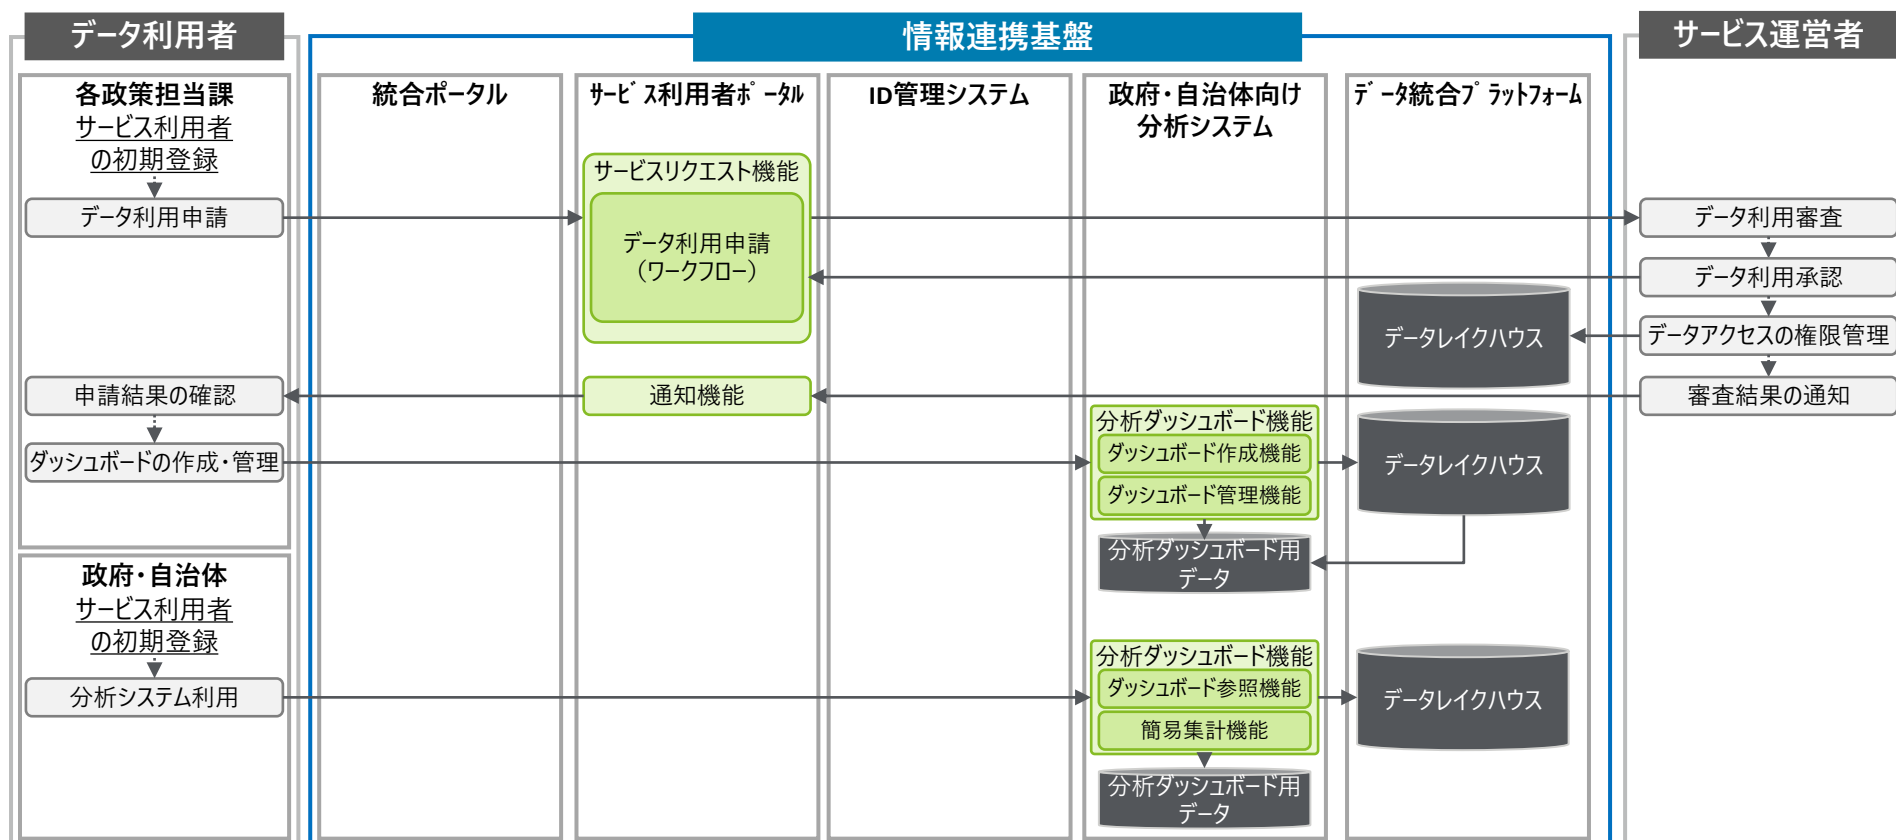 データ利用者
情報連携基盤
サービス運営者
各政策担当課
サービス利用者
の初期登録
統合ポータル
サービス利用者ポータル
ID管理システム
政府・自治体向け
分析システム
データ統合プラットフォーム
サービスリクエスト機能
データ利用申請
データ利用申請
（ワークフロー）
データ利用審査
データ利用承認
データレイクハウス
データアクセスの権限管理
申請結果の確認
通知機能
審査結果の通知
分析ダッシュボード機能
ダッシュボードの作成・管理
ダッシュボード作成機能
データレイクハウス
ダッシュボード管理機能
分析ダッシュボード用
データ
政府・自治体
サービス利用者
の初期登録
分析ダッシュボード機能
分析システム利用
ダッシュボード参照機能
データレイクハウス
簡易集計機能
分析ダッシュボード用
データ